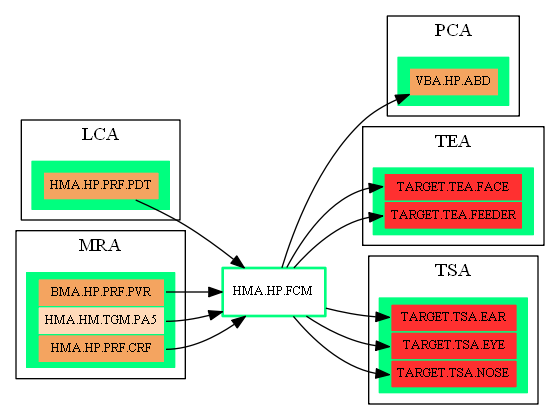 PCA
VBA.HP.ABD
LCA
HMA.HP.PRF.PDT
TEA
TARGET.TEA.FACE
TARGET.TEA.FEEDER
MRA
BMA.HP.PRF.PVR
HMA.HM.TGM.PA5
HMA.HP.PRF.CRF
HMA.HP.FCM
TSA
TARGET.TSA.EAR
TARGET.TSA.EYE
TARGET.TSA.NOSE